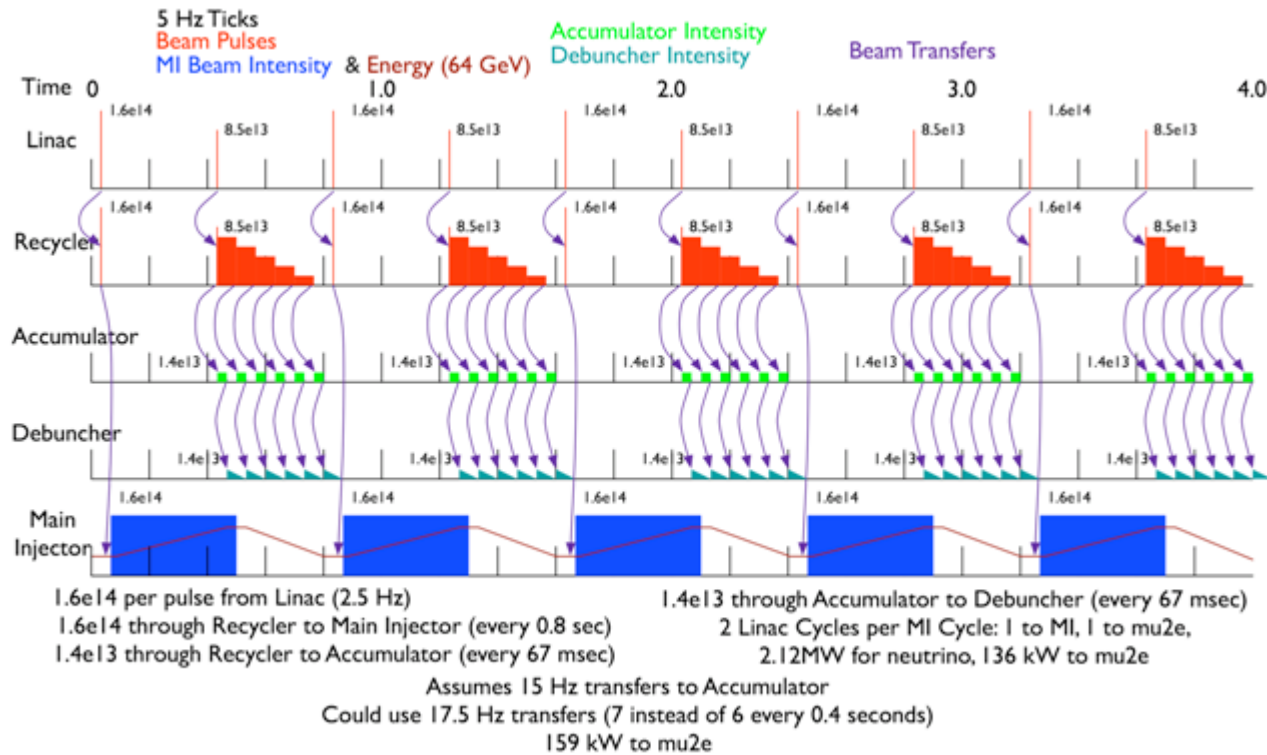 5 Hz Ticks
Beam Pulses
MI Beam Intensity & Energy (64 GeV)
Accumulator Intensity
Debuncher Intensity
Beam Transfers
Time 0 1.0 2.0 3.0 4.0
Linac
1.6e14 8.5e13 1.6e14 8.5e13 1.6e14 8.5e13 1.6e14 8.5e13 1.6e14 8.5e13
Recycler
1.6e14 8.5e13 1.6e14 8.5e13 1.6e14 8.5e13 1.6e14 8.5e13 1.6e14 8.5e13
Accumulator
1.4e13 1.4e13 1.4e13 1.4e13 1.4e13
Debuncher
1.4e13 1.4e13 1.4e13 1.4e13 1.4e13
Main
Injector
1.6e14 1.6e14 1.6e14 1.6e14 1.6e14
1.6e14 per pulse from Linac (2.5 Hz)
1.6e14 through Recycler to Main Injector (every 0.8 sec)
1.4e13 through Recycler to Accumulator (every 67 msec)
1.4e13 through Accumulator to Debuncher (every 67 msec)
2 Linac Cycles per MI Cycle: 1 to MI, 1 to mu2e,
2.12MW for neutrino, 136 kW to mu2e
Assumes 15 Hz transfers to Accumulator
Could use 17.5 Hz transfers (7 instead of 6 every 0.4 seconds)
159 kW to mu2e